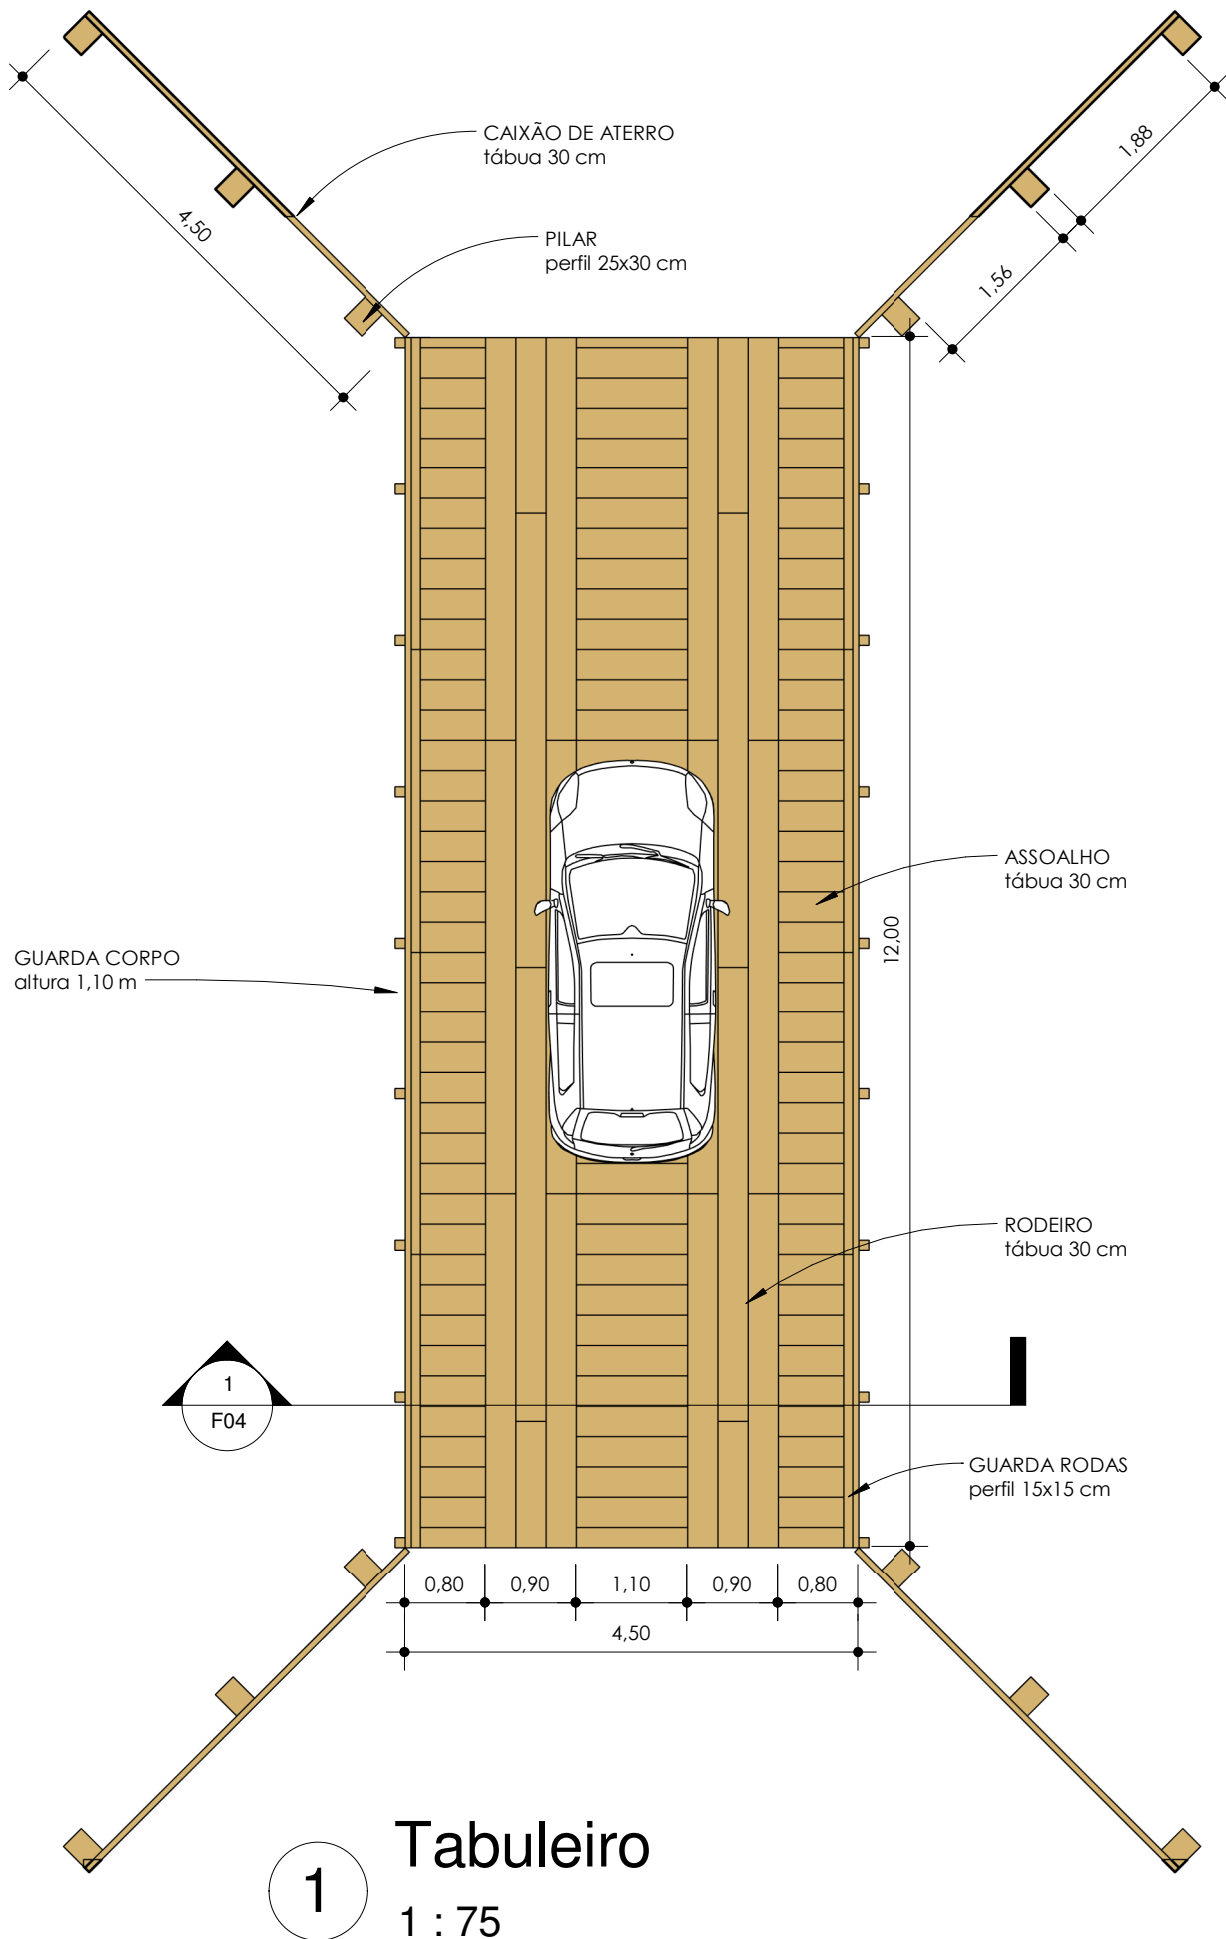 CAIXÃO DE ATERRO
tábua 30 cm
1,88
4,50
PILAR
perfil 25x30 cm
1,56
ASSOALHO
tábua 30 cm
12,00
GUARDA CORPO
altura 1,10 m
RODEIRO
tábua 30 cm
1
F04
GUARDA RODAS
perfil 15x15 cm
0,80 0,90 1,10 0,90 0,80
4,50
1
Tabuleiro
1 : 75